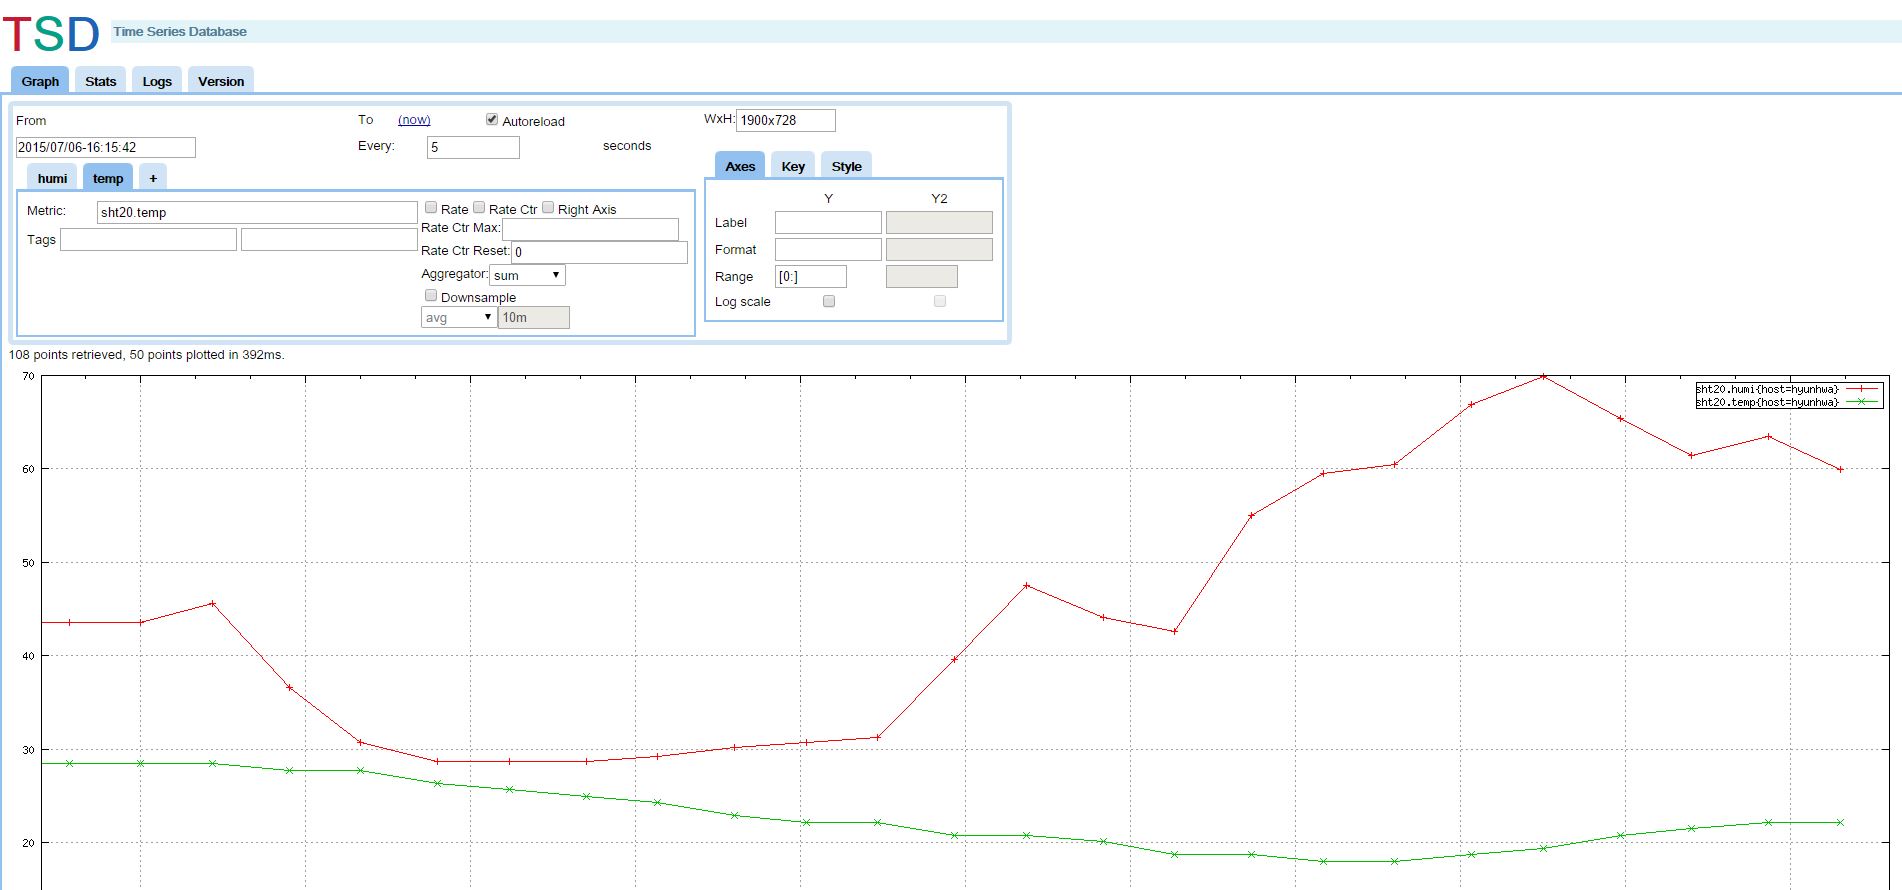 TSD Time Series Database
Graph Stats Logs Version
From To (now) Autoreload WxH: 1900x728
2015/07/06-16:15:42 Every: 5 seconds
humi temp + Axes Key Style
Y Y2
Metric: sht20.temp Rate Rate Ctr Right Axis
Label
Rate Ctr Max:
Tags
Rate Ctr Reset: 0
Format
Aggregator: sum
Range [0:]
Downsample
Log scale
avg 10m
108 points retrieved, 50 points plotted in 392ms.
70
sht20.humi{host=hyunhwa}
sht20.temp{host=hyunhwa}
60
50
40
30
20